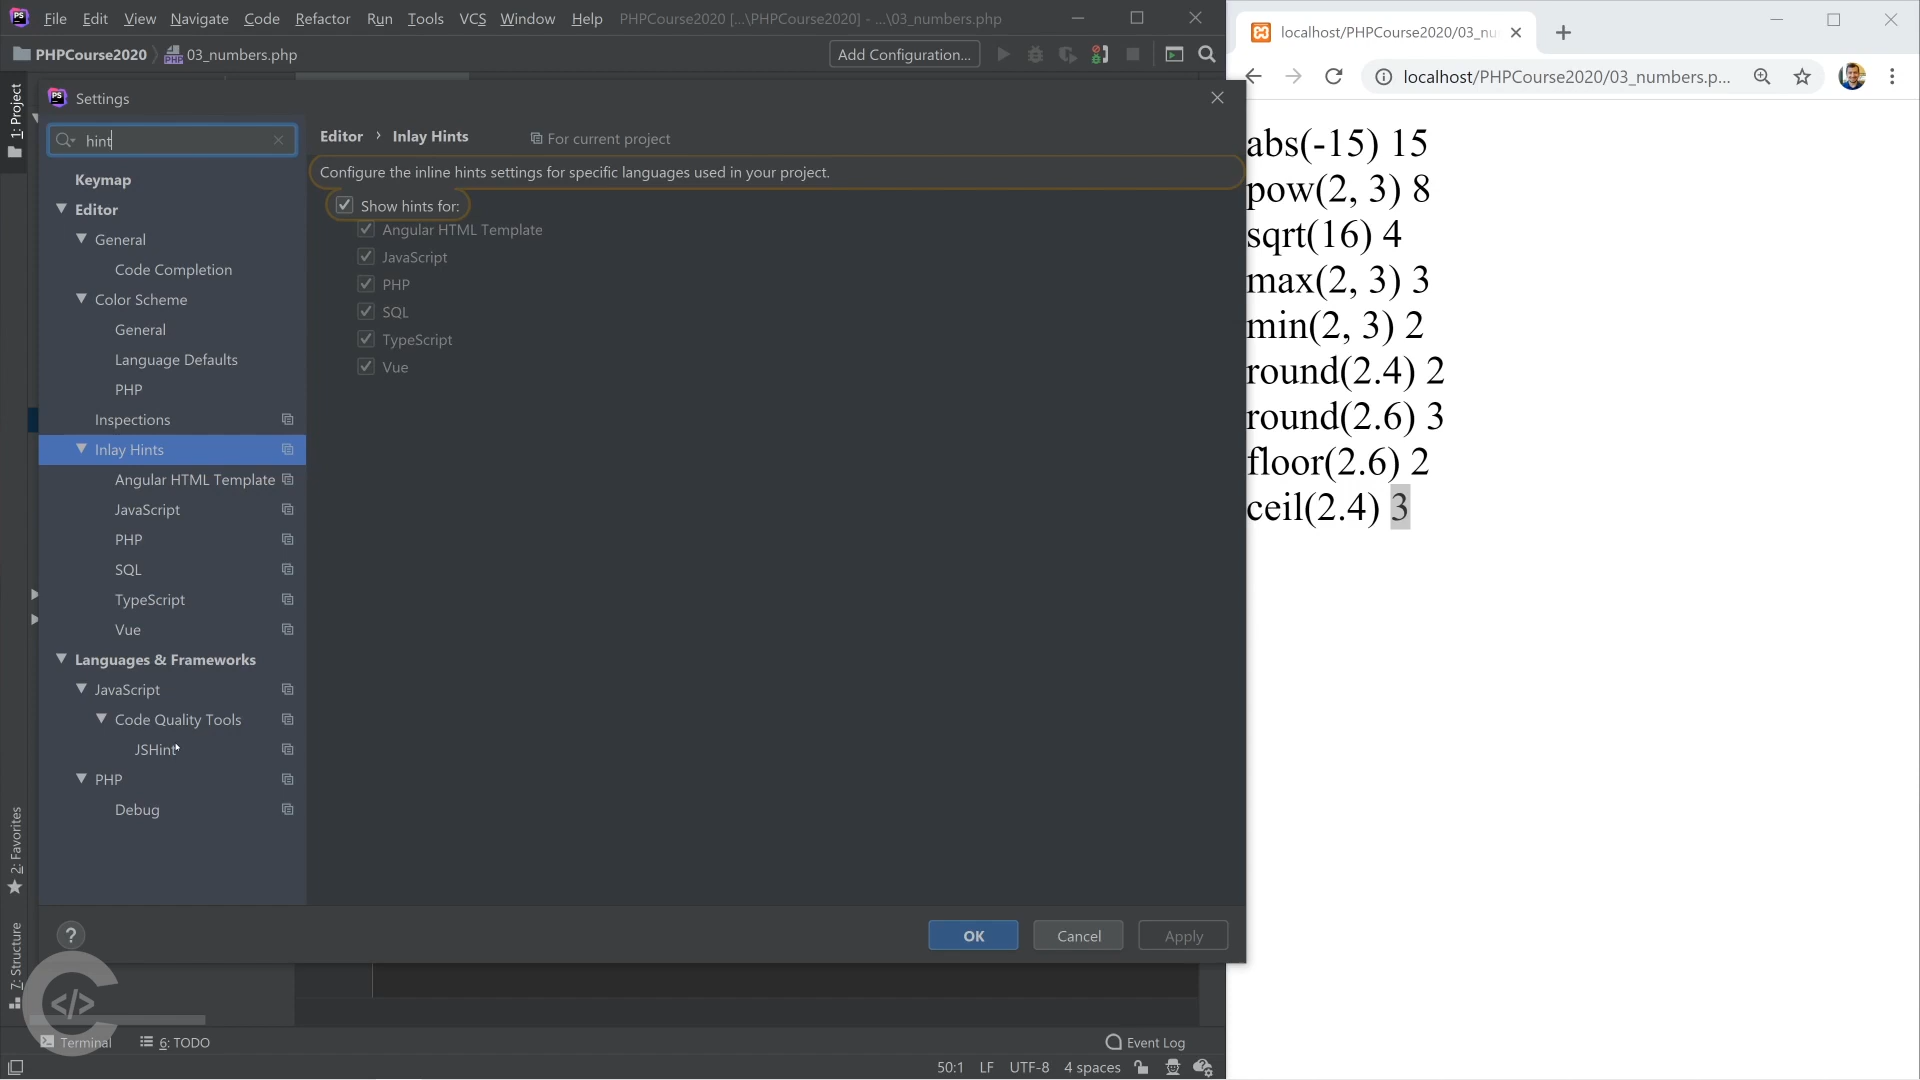 File Edit View Navigate Code Refactor Run Tools VCS Window Help PHPCourse2020 [...\PHPCourse2020] - ...\03_numbers.php
PHPCourse2020 03_numbers.php Add Configuration...
1: Project
2: Favorites
7: Structure
Settings
hint
Keymap
Editor
General
Code Completion
Color Scheme
General
Language Defaults
PHP
Inspections
Inlay Hints
Angular HTML Template
JavaScript
PHP
SQL
TypeScript
Vue
Languages & Frameworks
JavaScript
Code Quality Tools
JSHint
PHP
Debug
Editor › Inlay Hints For current project
Configure the inline hints settings for specific languages used in your project.
Show hints for:
Angular HTML Template
JavaScript
PHP
SQL
TypeScript
Vue
?
OK Cancel Apply
</>
Terminal 6: TODO Event Log
50:1 LF UTF-8 4 spaces
localhost/PHPCourse2020/03_nu
localhost/PHPCourse2020/03_numbers.p...
abs(-15) 15
pow(2, 3) 8
sqrt(16) 4
max(2, 3) 3
min(2, 3) 2
round(2.4) 2
round(2.6) 3
floor(2.6) 2
ceil(2.4) 3